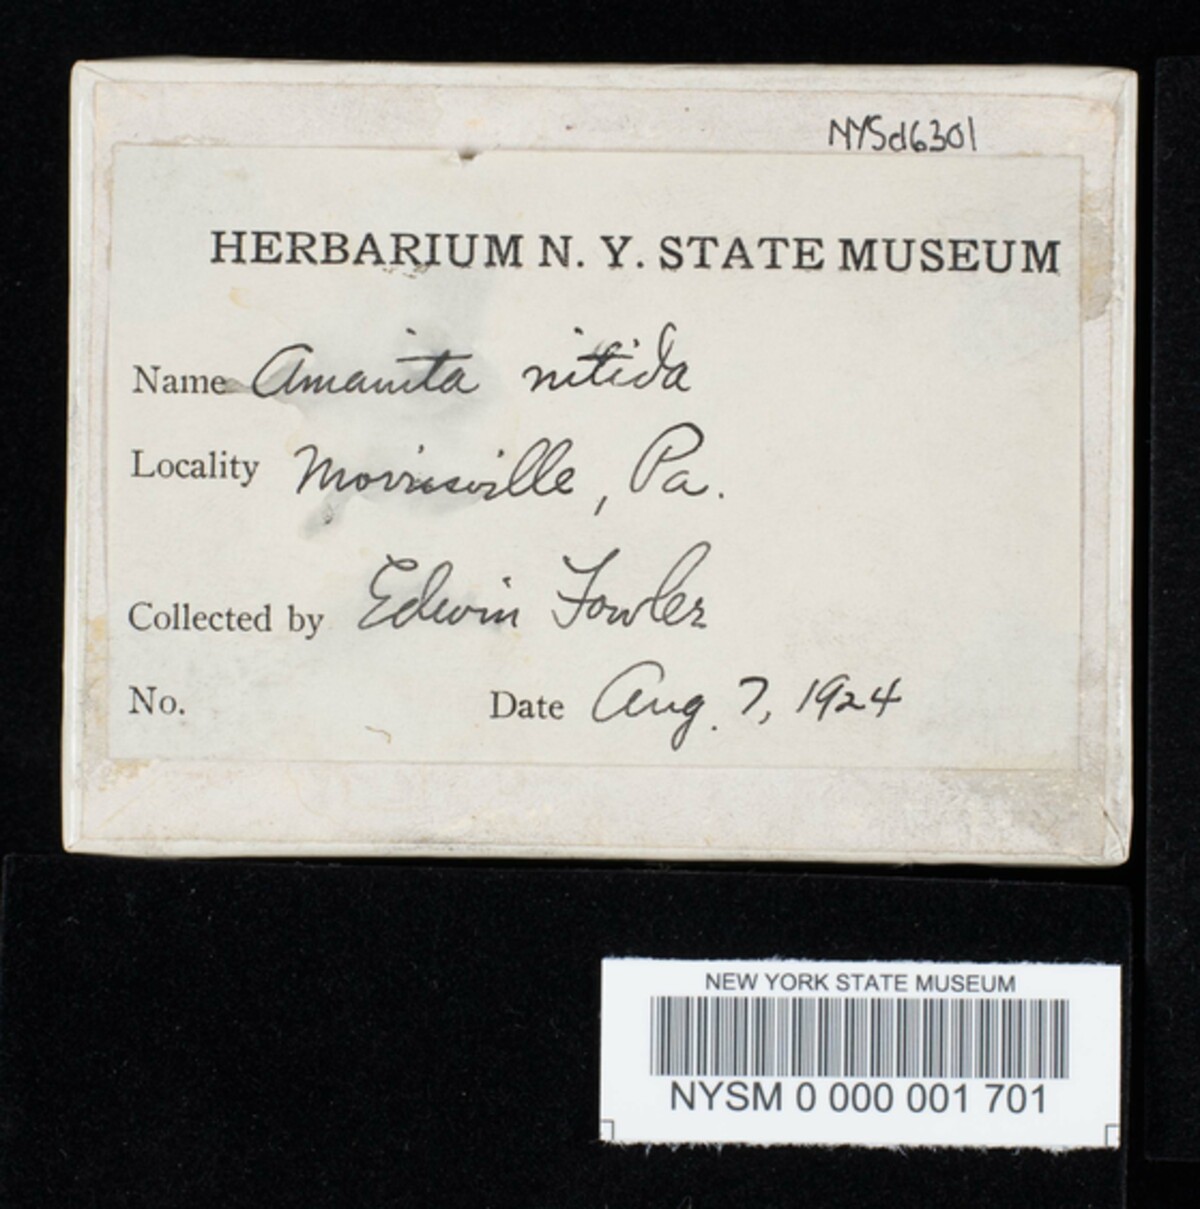 NYSd6301
HERBARIUM N. Y. STATE MUSEUM
Name Amanita nitida
Locality Morrisville, Pa.
Collected by Edwin Fowler
No. Date Aug. 7, 1924
NEW YORK STATE MUSEUM
NYSM 0 000 001 701